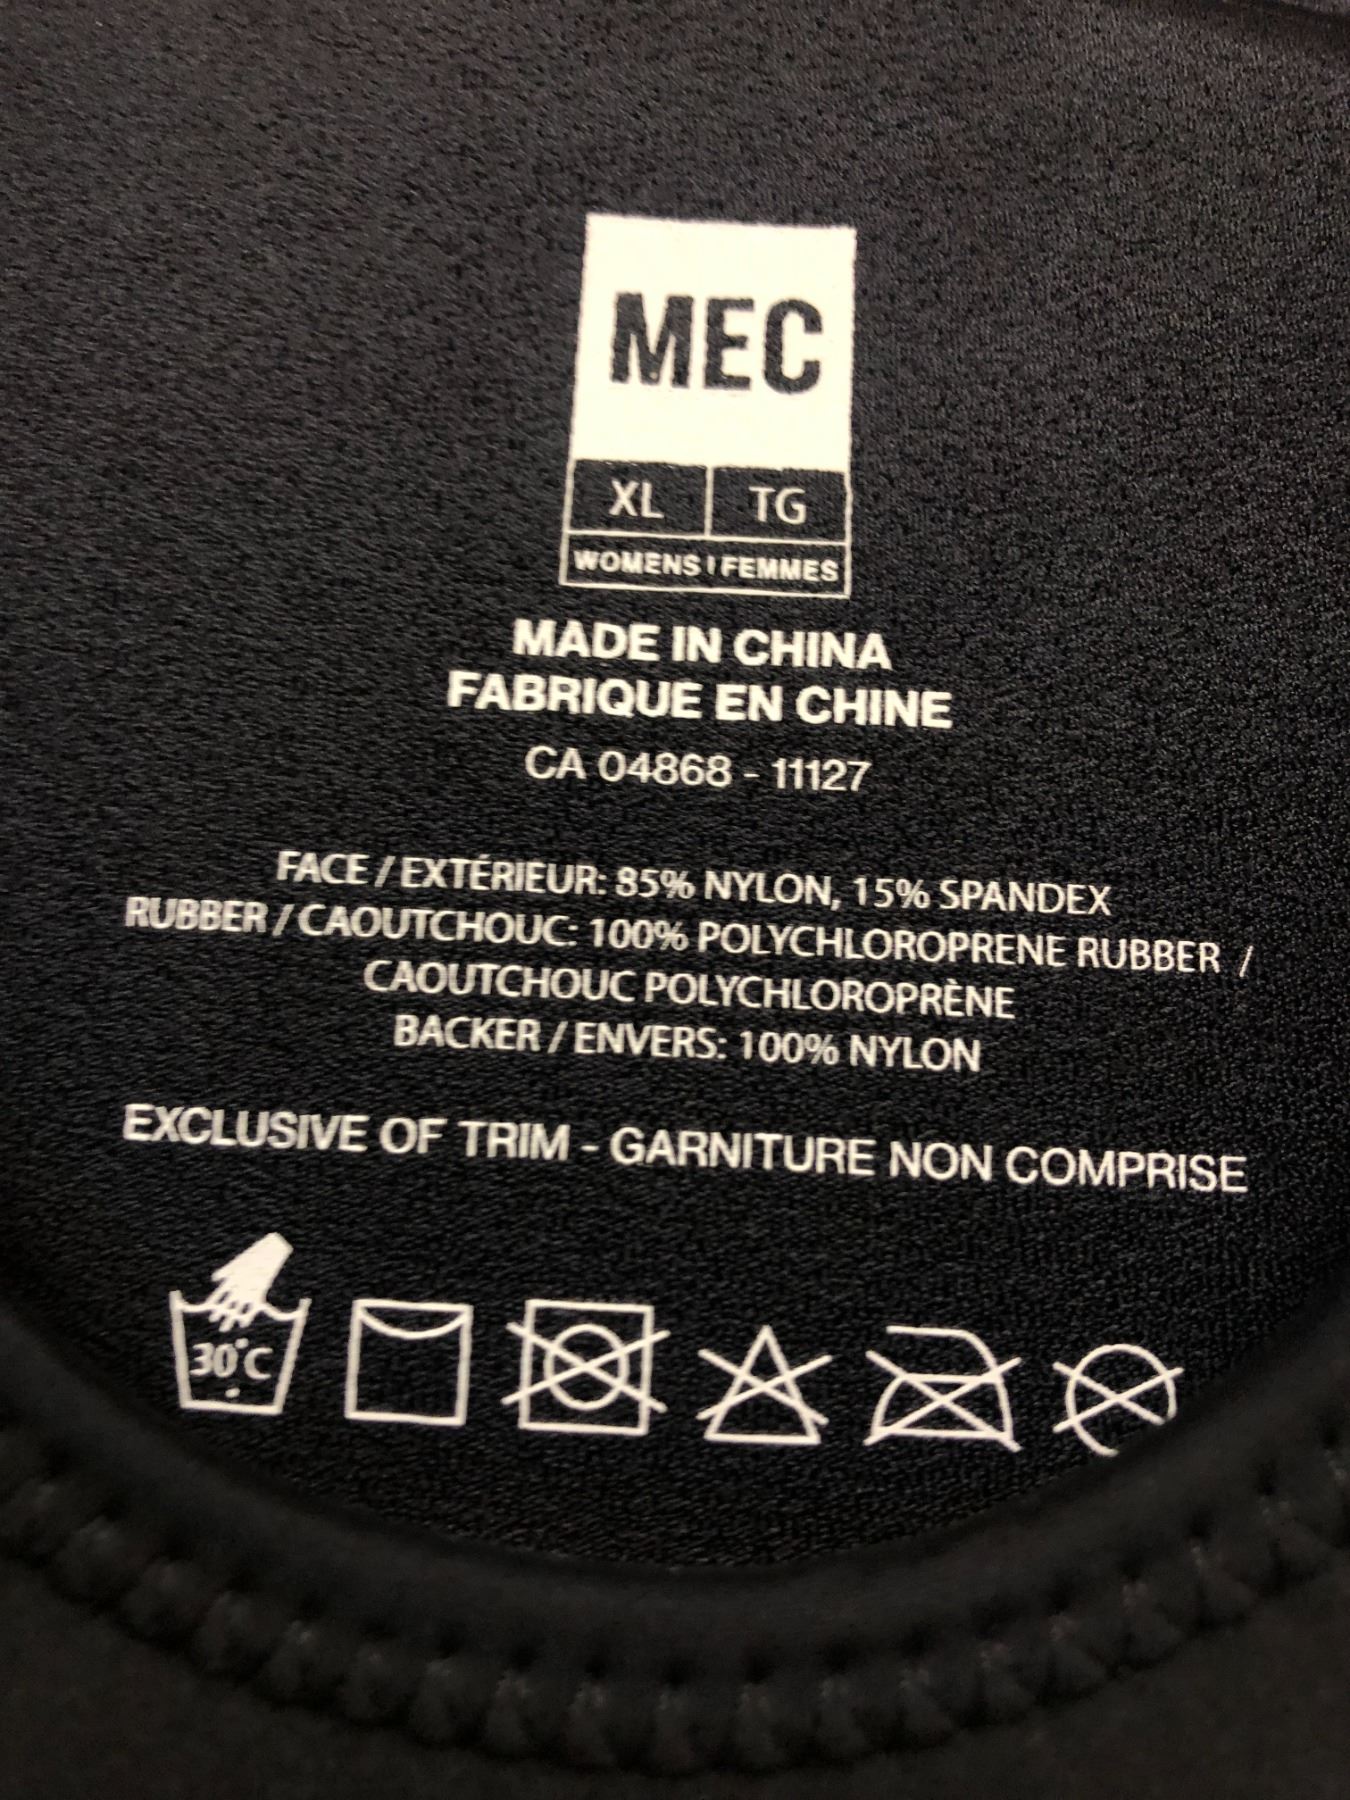 MEC
XL TG
WOMENS | FEMMES
MADE IN CHINA
FABRIQUE EN CHINE
CA 04868 - 11127
FACE / EXTÉRIEUR: 85% NYLON, 15% SPANDEX
RUBBER / CAOUTCHOUC: 100% POLYCHLOROPRENE RUBBER /
CAOUTCHOUC POLYCHLOROPRÈNE
BACKER / ENVERS: 100% NYLON
EXCLUSIVE OF TRIM - GARNITURE NON COMPRISE
30°C